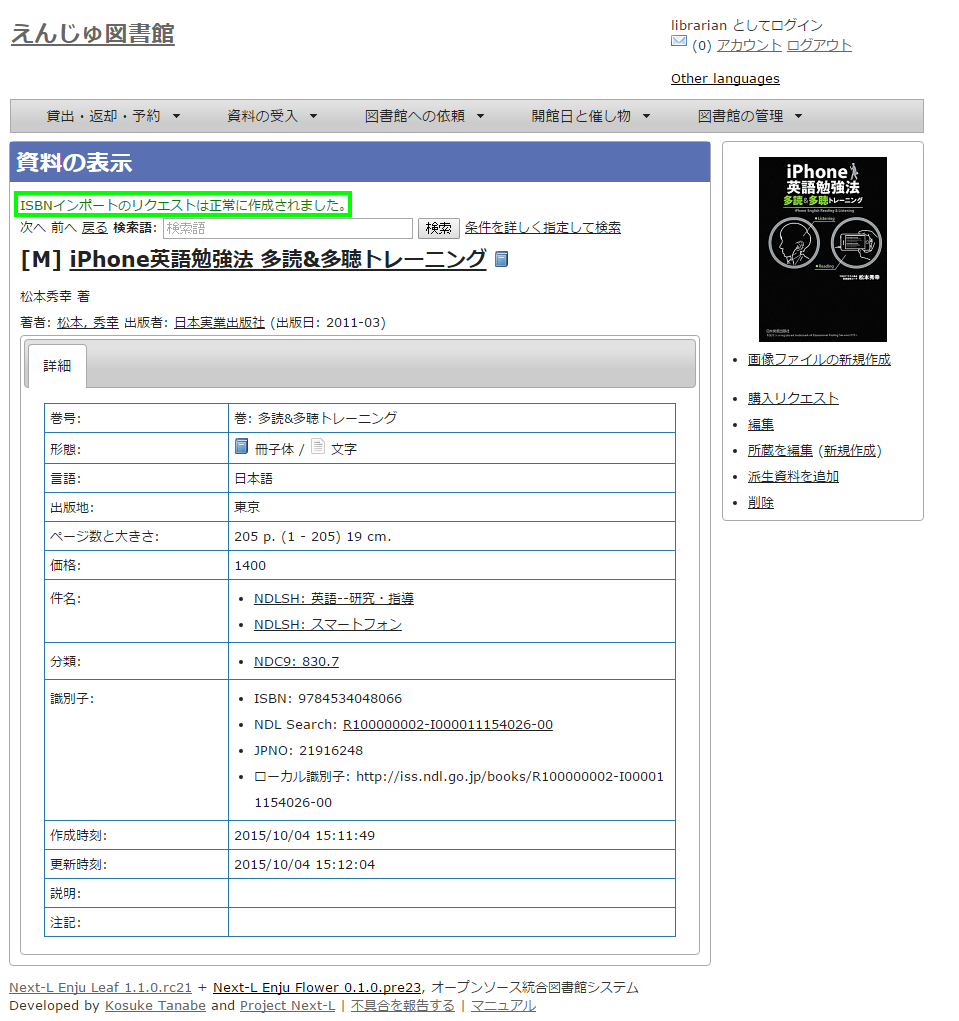 えんじゅ図書館
librarian としてログイン
(0) アカウント ログアウト
Other languages
貸出・返却・予約 ▼ 資料の受入 ▼ 図書館への依頼 ▼ 開館日と催し物 ▼ 図書館の管理 ▼
資料の表示
ISBNインポートのリクエストは正常に作成されました。
次へ 前へ 戻る 検索語: 検索語 検索 条件を詳しく指定して検索
[M] iPhone英語勉強法 多読&多聴トレーニング
松本秀幸 著
著者: 松本, 秀幸 出版者: 日本実業出版社 (出版日: 2011-03)
詳細
巻号: 巻: 多読&多聴トレーニング
形態: 冊子体 / 文字
言語: 日本語
出版地: 東京
ページ数と大きさ: 205 p. (1 - 205) 19 cm.
価格: 1400
件名: • NDLSH: 英語--研究・指導
• NDLSH: スマートフォン
分類: • NDC9: 830.7
識別子: • ISBN: 9784534048066
• NDL Search: R100000002-I000011154026-00
• JPNO: 21916248
• ローカル識別子: http://iss.ndl.go.jp/books/R100000002-I00001
1154026-00
作成時刻: 2015/10/04 15:11:49
更新時刻: 2015/10/04 15:12:04
説明:
注記:
iPhone
英語勉強法
多読&多聴トレーニング
iPhone English Reading & Listening
Listening
Reading
松本秀幸
日本実業出版社
• 画像ファイルの新規作成
• 購入リクエスト
• 編集
• 所蔵を編集 (新規作成)
• 派生資料を追加
• 削除
Next-L Enju Leaf 1.1.0.rc21 + Next-L Enju Flower 0.1.0.pre23, オープンソース統合図書館システム
Developed by Kosuke Tanabe and Project Next-L | 不具合を報告する | マニュアル